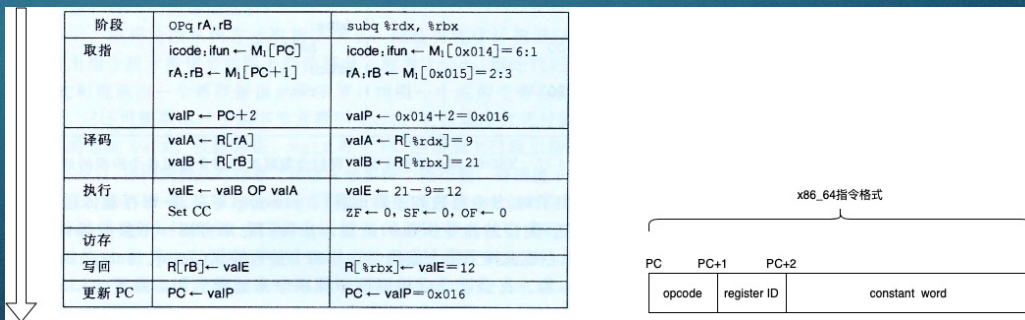 阶段 OPq rA, rB subq %rdx, %rbx
取指 icode:ifun ← M₁[PC] icode:ifun ← M₁[0x014]=6:1
rA:rB ← M₁[PC+1] rA:rB ← M₁[0x015]=2:3
valP ← PC+2 valP ← 0x014+2=0x016
译码 valA ← R[rA] valA ← R[%rdx]=9
valB ← R[rB] valB ← R[%rbx]=21
执行 valE ← valB OP valA valE ← 21-9=12
Set CC ZF ← 0, SF ← 0, OF ← 0
访存
写回 R[rB] ← valE R[%rbx] ← valE=12
更新 PC PC ← valP PC ← valP=0x016
x86_64指令格式
PC PC+1 PC+2
opcode register ID constant word